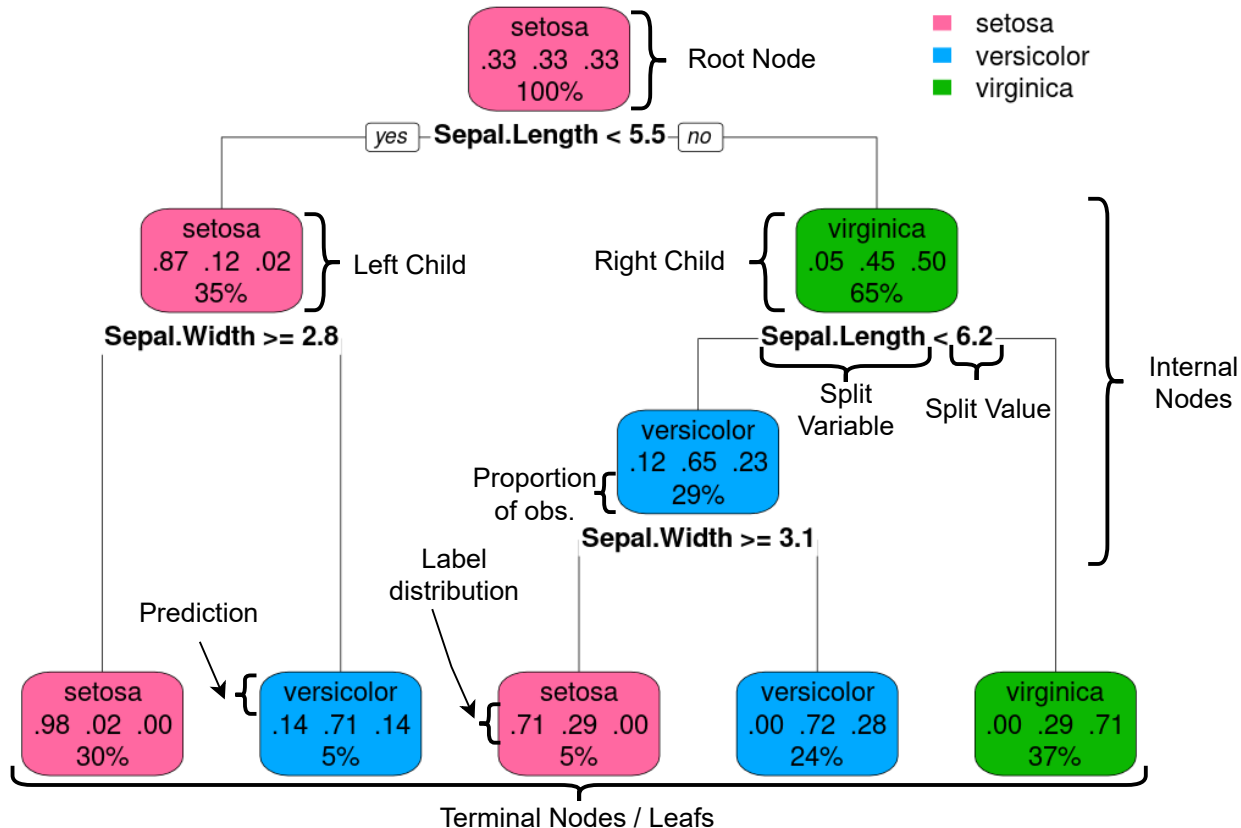 setosa
.33 .33 .33
100%
Root Node
setosa
versicolor
virginica
yes
Sepal.Length < 5.5
no
setosa
.87 .12 .02
35%
Left Child
Right Child
virginica
.05 .45 .50
65%
Sepal.Width >= 2.8
Sepal.Length < 6.2
Split
Variable
Split Value
Internal
Nodes
versicolor
.12 .65 .23
29%
Proportion
of obs.
Sepal.Width >= 3.1
Label
distribution
Prediction
setosa
.98 .02 .00
30%
versicolor
.14 .71 .14
5%
setosa
.71 .29 .00
5%
versicolor
.00 .72 .28
24%
virginica
.00 .29 .71
37%
Terminal Nodes / Leafs